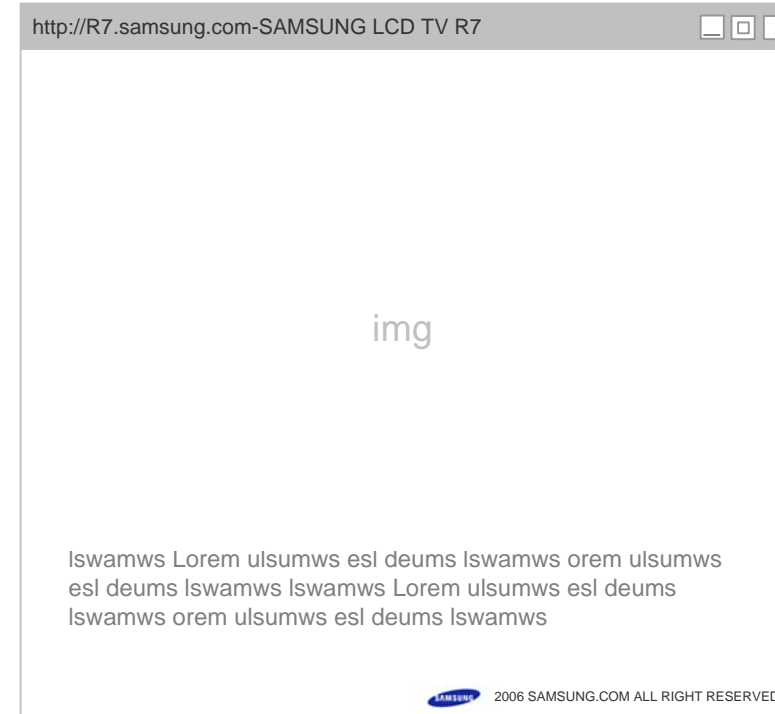 http://R7.samsung.com-SAMSUNG LCD TV R7
img
lswamws Lorem ulsumws esl deums lswamws orem ulsumws
esl deums lswamws lswamws Lorem ulsumws esl deums
lswamws orem ulsumws esl deums lswamws
SAMSUNG 2006 SAMSUNG.COM ALL RIGHT RESERVED